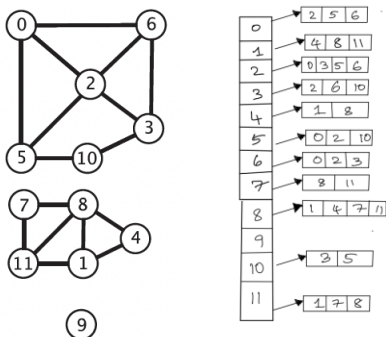 0 6
2
3
5 10
7 8
4
11 1
9
0 2 5 6
1 4 8 11
2 0 3 5 6
3 2 6 10
4 1 8
5 0 2 10
6 0 2 3
7 8 11
8 1 4 7 11
9
10 3 5
11 1 7 8